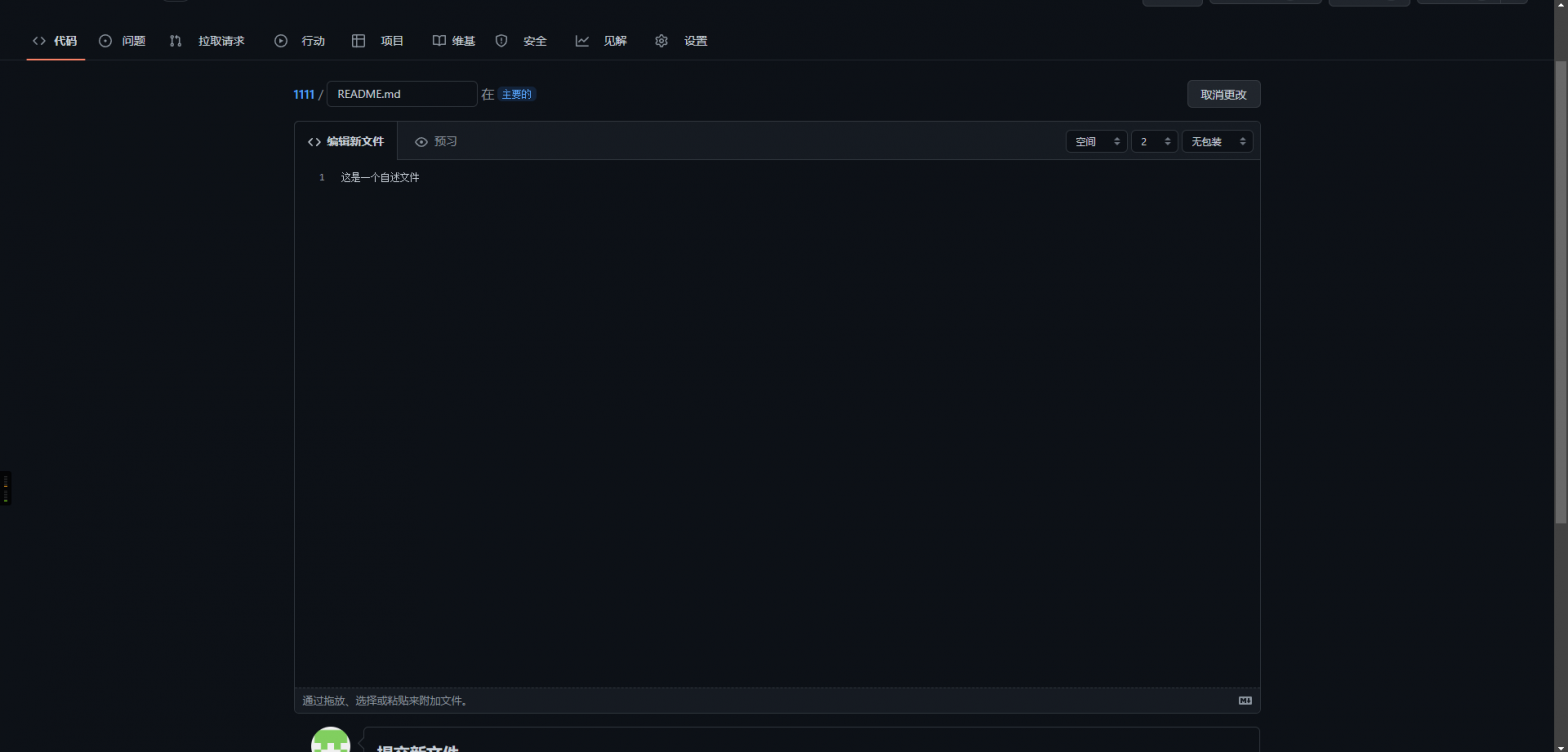 代码 问题 拉取请求 行动 项目 维基 安全 见解 设置
1111 / README.md 在 主要的 取消更改
编辑新文件 预习 空间 2 无包装
1 这是一个自述文件
通过拖放、选择或粘贴来附加文件。
提交新文件